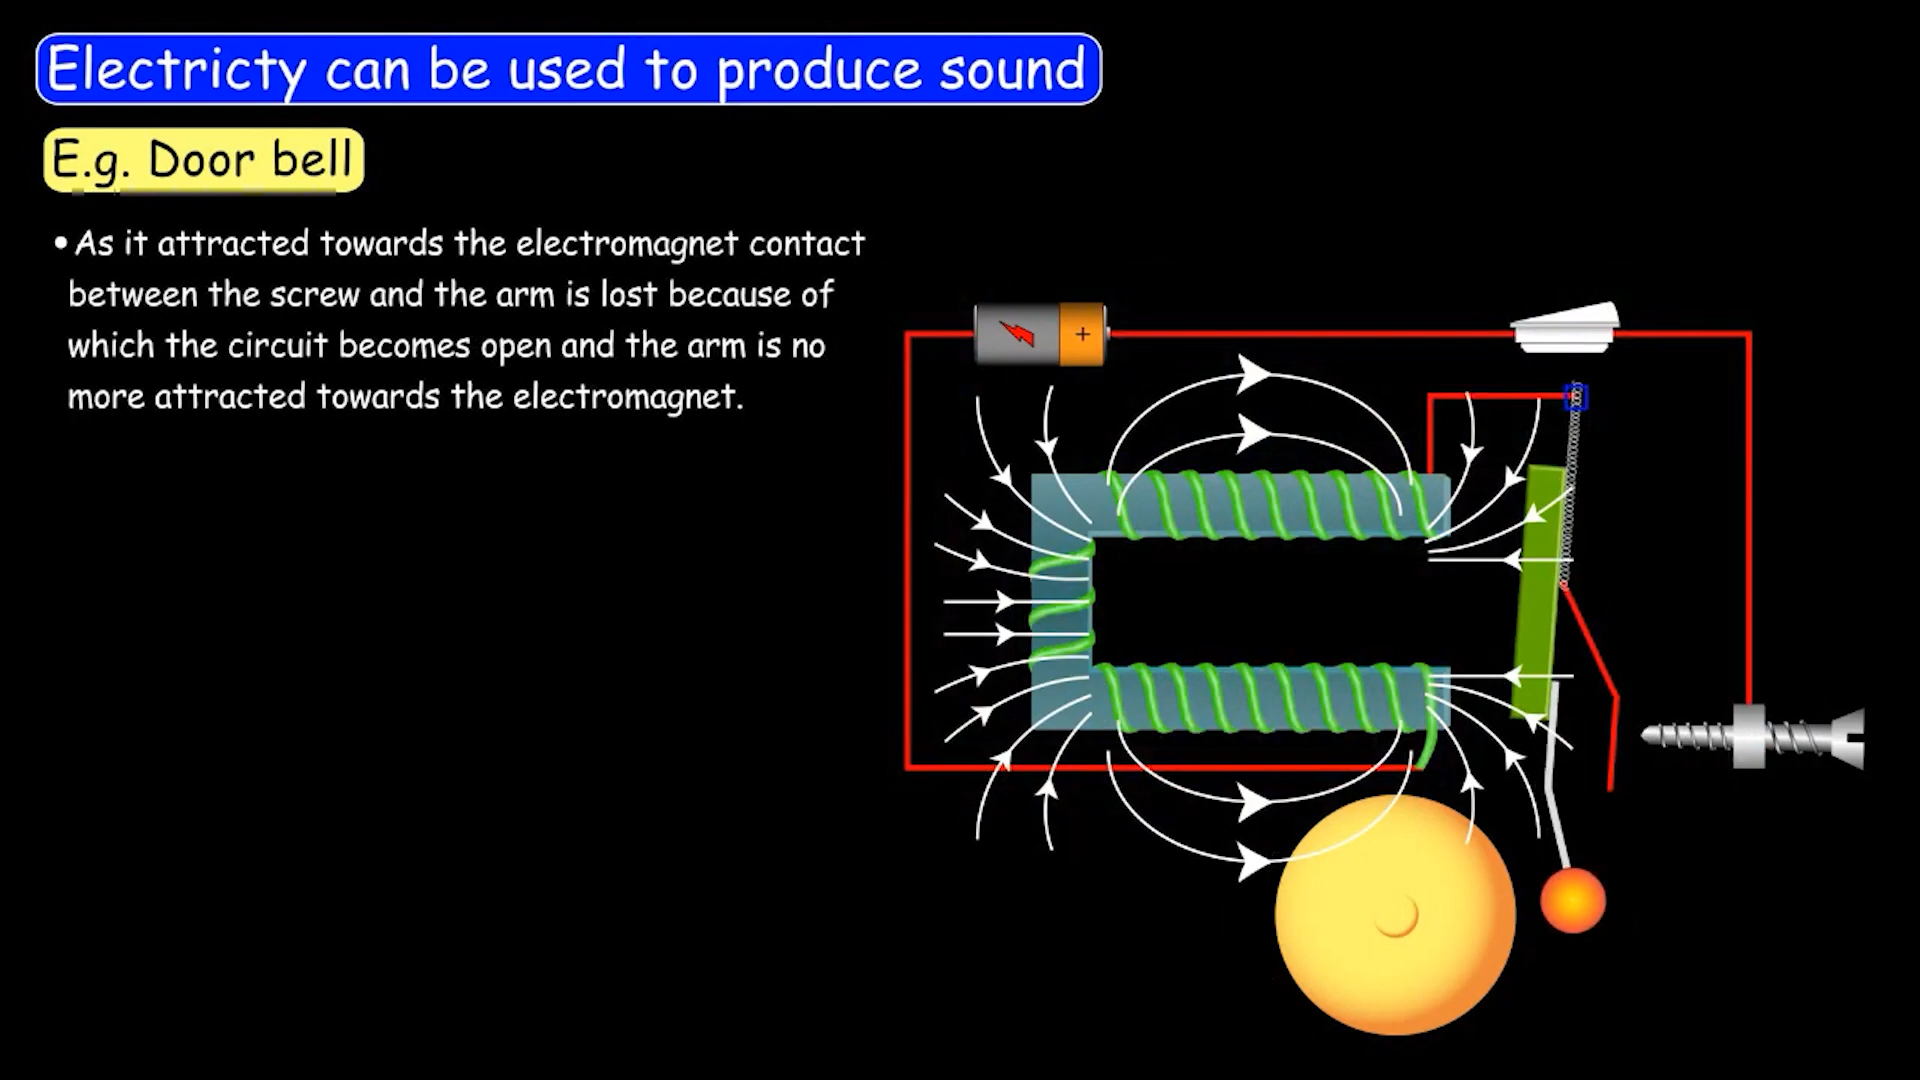 Electricty can be used to produce sound
E.g. Door bell
•As it attracted towards the electromagnet contact
between the screw and the arm is lost because of
which the circuit becomes open and the arm is no
more attracted towards the electromagnet.
+